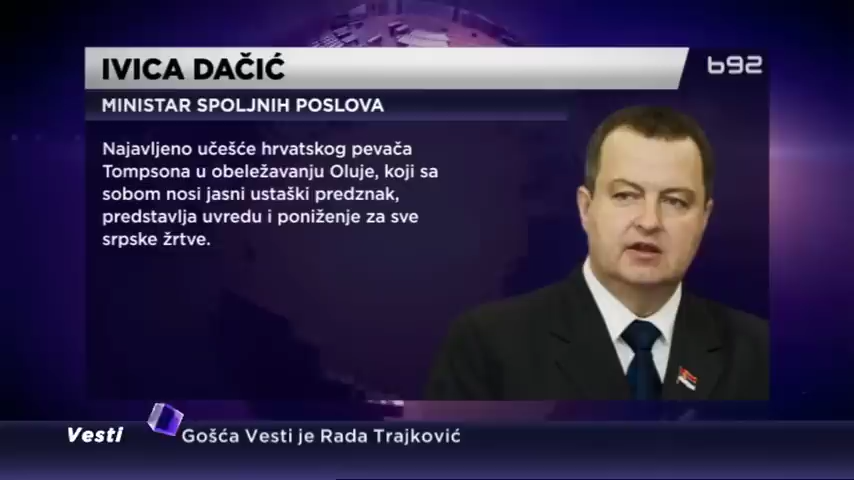 IVICA DAČIĆ
b92
MINISTAR SPOLJNIH POSLOVA
Najavljeno učešće hrvatskog pevača
Tompsona u obeležavanju Oluje, koji sa
sobom nosi jasni ustaški predznak,
predstavlja uvredu i poniženje za sve
srpske žrtve.
Vesti
Gošća Vesti je Rada Trajković